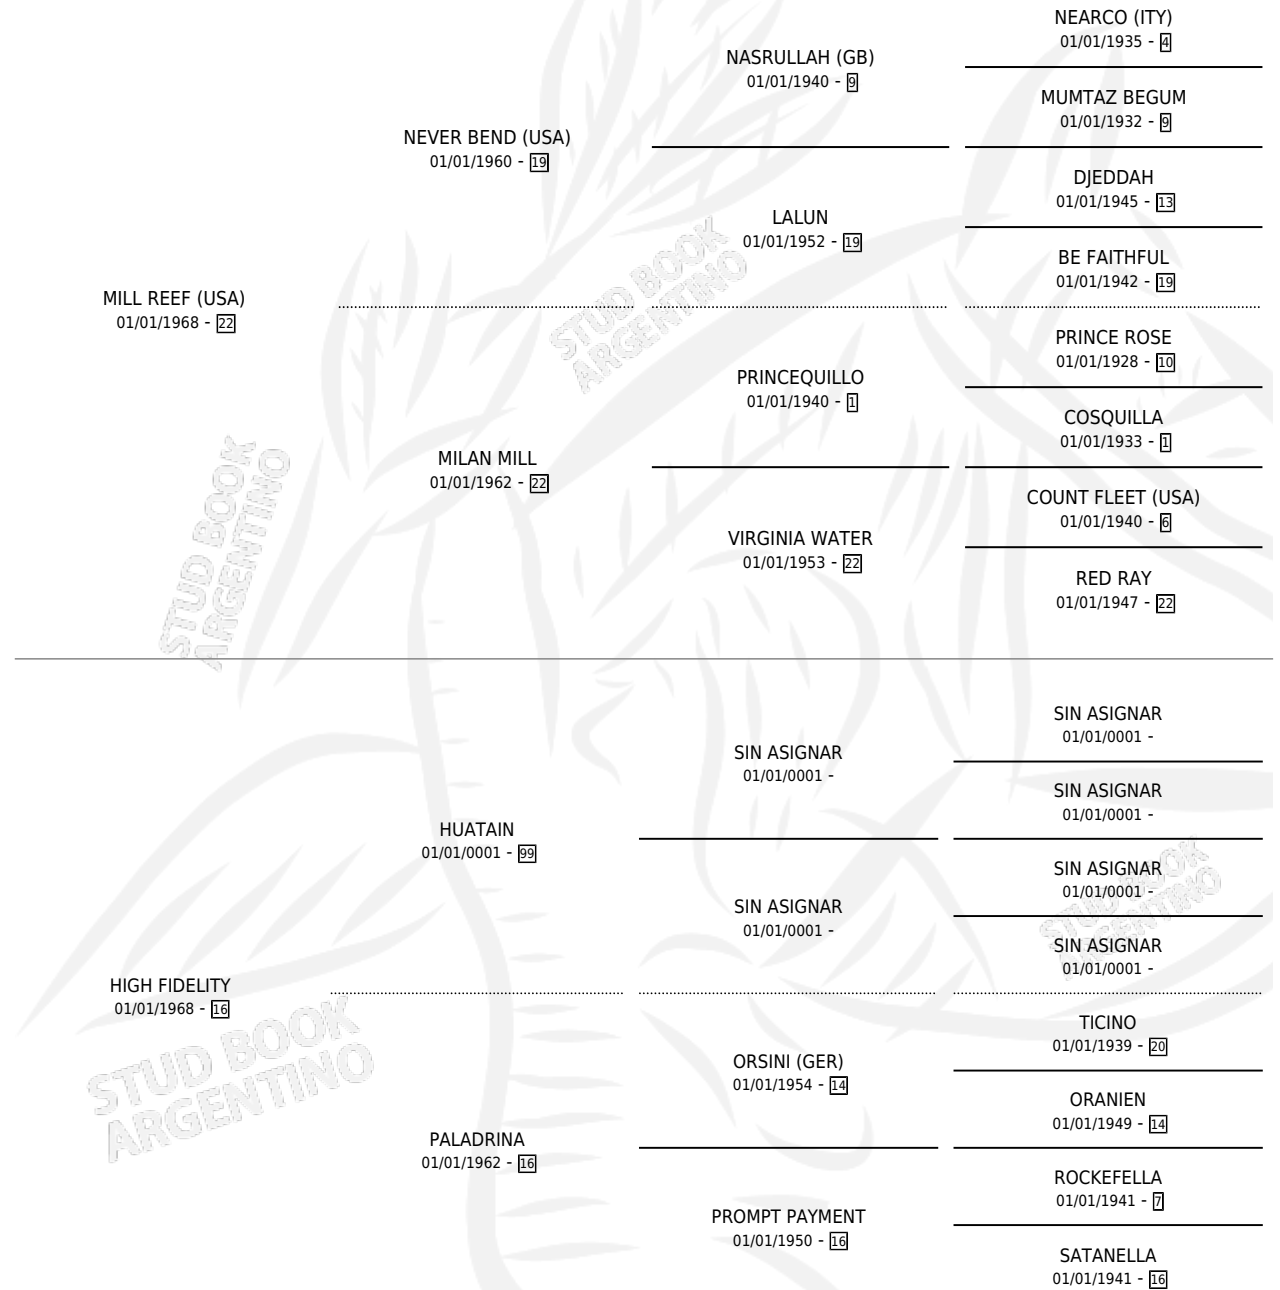 NEARCO (ITY)
01/01/1935 - 4
NASRULLAH (GB)
01/01/1940 - 9
MUMTAZ BEGUM
01/01/1932 - 9
NEVER BEND (USA)
01/01/1960 - 19
DJEDDAH
01/01/1945 - 13
LALUN
01/01/1952 - 19
BE FAITHFUL
01/01/1942 - 19
MILL REEF (USA)
01/01/1968 - 22
STUD BOOK
ARGENTINO
PRINCE ROSE
01/01/1928 - 10
PRINCEQUILLO
01/01/1940 - 1
COSQUILLA
01/01/1933 - 1
MILAN MILL
01/01/1962 - 22
COUNT FLEET (USA)
01/01/1940 - 6
VIRGINIA WATER
01/01/1953 - 22
RED RAY
01/01/1947 - 22
STUD BOOK
ARGENTINO
SIN ASIGNAR
01/01/0001 -
SIN ASIGNAR
01/01/0001 -
SIN ASIGNAR
01/01/0001 -
HUATAIN
01/01/0001 - 99
SIN ASIGNAR
01/01/0001 -
SIN ASIGNAR
01/01/0001 -
STUD BOOK
ARGENTINO
SIN ASIGNAR
01/01/0001 -
HIGH FIDELITY
01/01/1968 - 16
STUD BOOK
ARGENTINO
TICINO
01/01/1939 - 20
ORSINI (GER)
01/01/1954 - 14
ORANIEN
01/01/1949 - 14
PALADRINA
01/01/1962 - 16
ROCKEFELLA
01/01/1941 - 7
PROMPT PAYMENT
01/01/1950 - 16
SATANELLA
01/01/1941 - 16